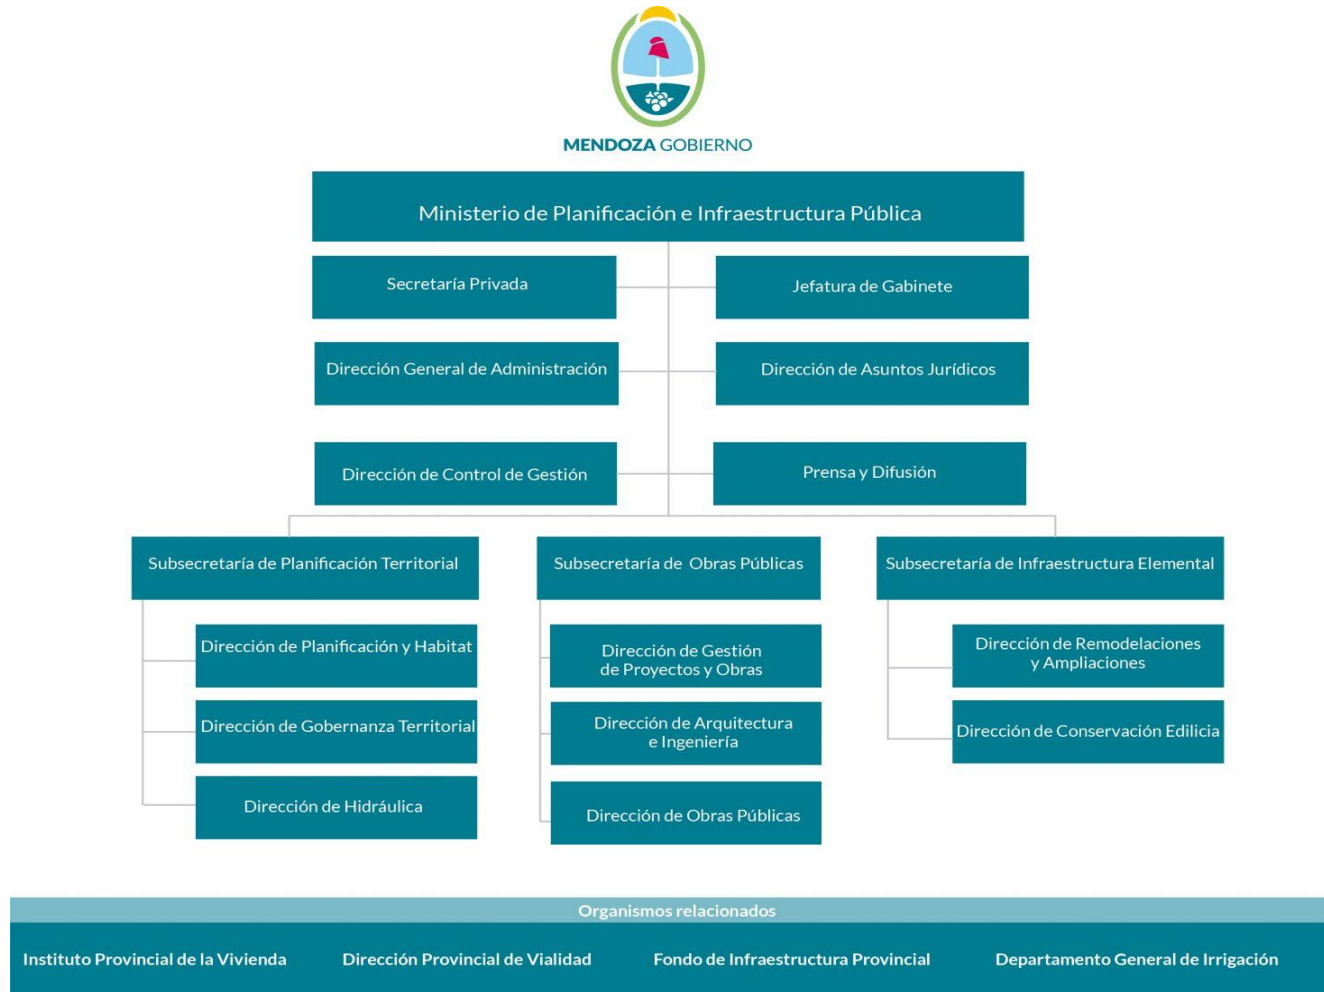 MENDOZA GOBIERNO
Ministerio de Planificación e Infraestructura Pública
Secretaría Privada
Jefatura de Gabinete
Dirección General de Administración
Dirección de Asuntos Jurídicos
Dirección de Control de Gestión
Prensa y Difusión
Subsecretaría de Planificación Territorial
Subsecretaría de Obras Públicas
Subsecretaría de Infraestructura Elemental
Dirección de Planificación y Habitat
Dirección de Gobernanza Territorial
Dirección de Hidráulica
Dirección de Gestión
de Proyectos y Obras
Dirección de Arquitectura
e Ingeniería
Dirección de Obras Públicas
Dirección de Remodelaciones
y Ampliaciones
Dirección de Conservación Edilicia
Organismos relacionados
Instituto Provincial de la Vivienda
Dirección Provincial de Vialidad
Fondo de Infraestructura Provincial
Departamento General de Irrigación